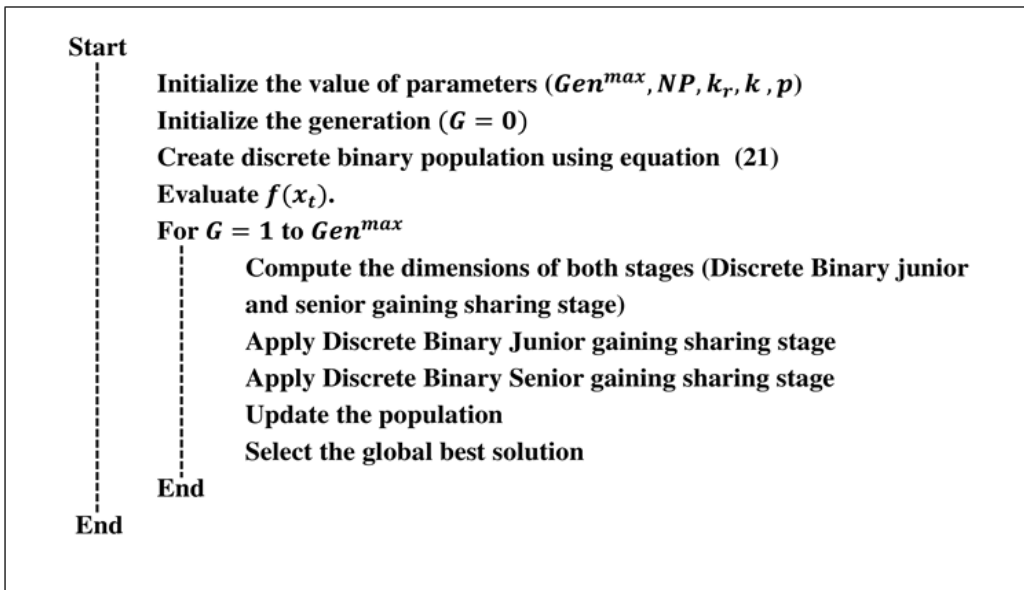 Start
Initialize the value of parameters (Gen^max, NP, k_r, k , p)
Initialize the generation (G = 0)
Create discrete binary population using equation (21)
Evaluate f(x_t).
For G = 1 to Gen^max
Compute the dimensions of both stages (Discrete Binary junior
and senior gaining sharing stage)
Apply Discrete Binary Junior gaining sharing stage
Apply Discrete Binary Senior gaining sharing stage
Update the population
Select the global best solution
End
End